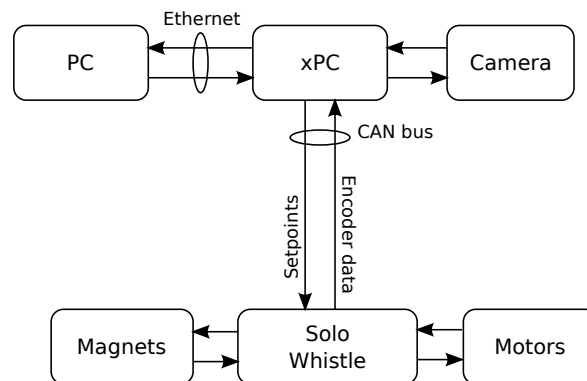 Ethernet
PC
xPC
Camera
CAN bus
Setpoints
Encoder data
Magnets
Solo
Whistle
Motors